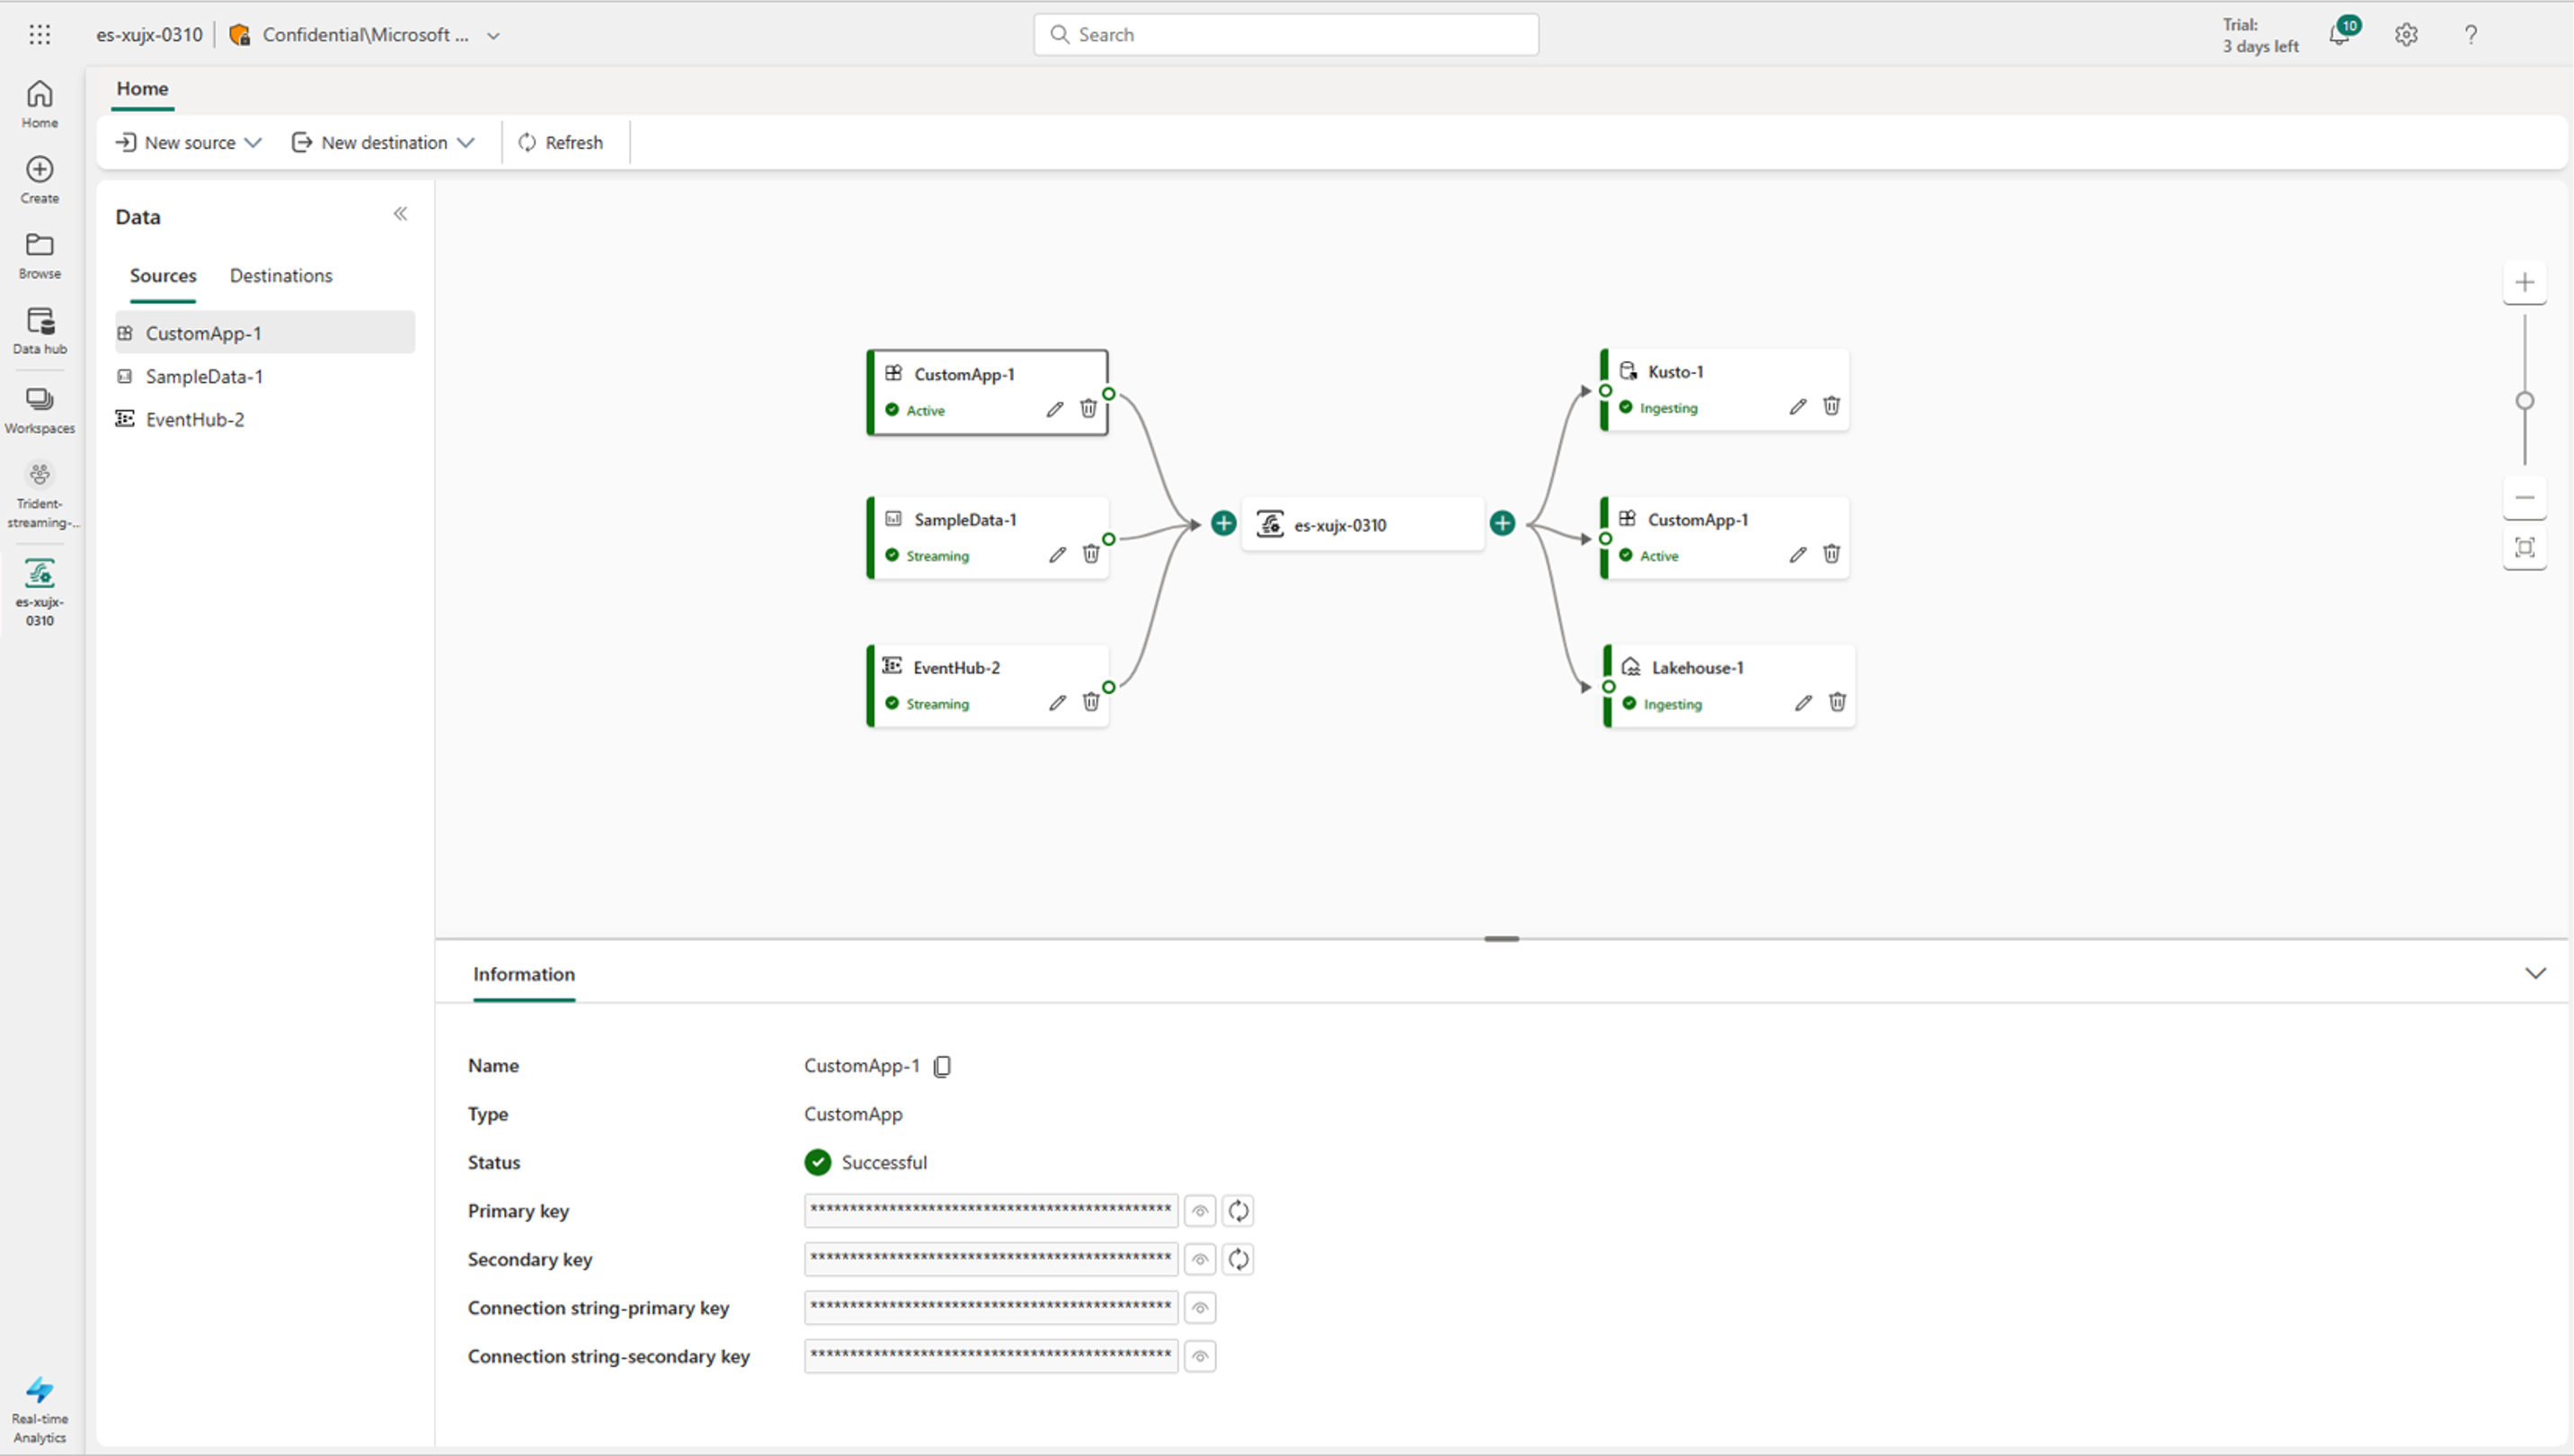 es-xujx-0310
Confidential\Microsoft ...
Search
Trial:
3 days left
10
Home
Create
Browse
Data hub
Workspaces
Trident-
streaming-...
es-xujx-
0310
Real-time
Analytics
Home
New source
New destination
Refresh
Data
Sources
Destinations
CustomApp-1
SampleData-1
EventHub-2
CustomApp-1
Active
SampleData-1
Streaming
EventHub-2
Streaming
es-xujx-0310
Kusto-1
Ingesting
CustomApp-1
Active
Lakehouse-1
Ingesting
Information
Name
CustomApp-1
Type
CustomApp
Status
Successful
Primary key
**********************************************
Secondary key
**********************************************
Connection string-primary key
**********************************************
Connection string-secondary key
**********************************************